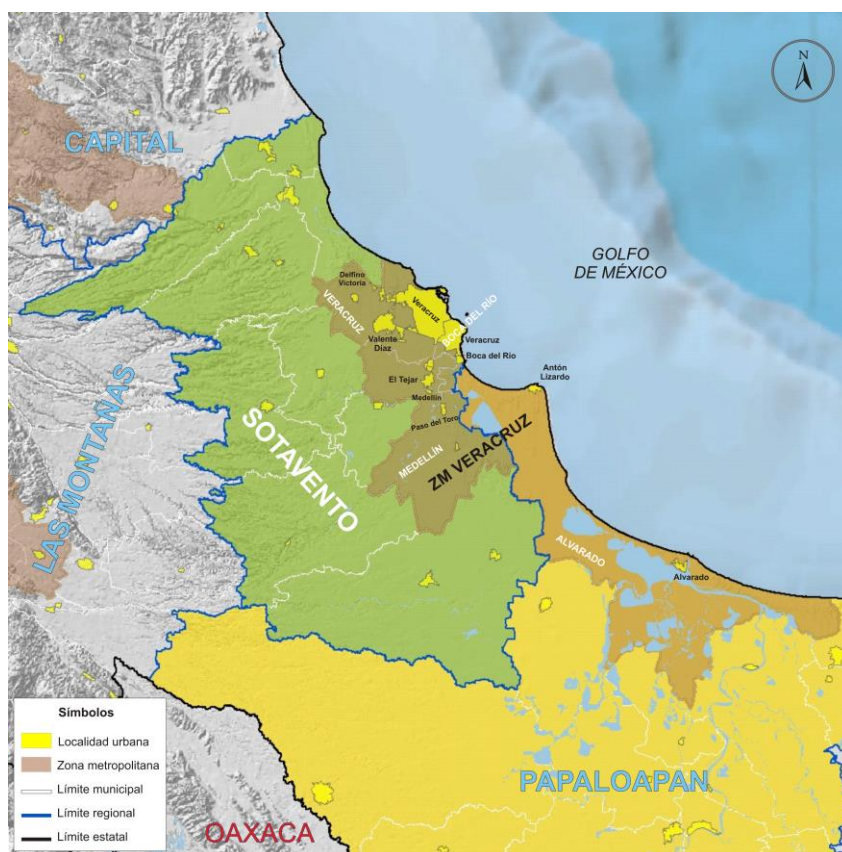 N
CAPITAL
GOLFO
DE MÉXICO
Delfino
Victoria
VERACRUZ
Veracruz
BOCA DEL RÍO
Valente
Díaz
Veracruz
Boca del Río
El Tejar
Antón
Lizardo
Medellín
Paso del Toro
MEDELLÍN
ZM VERACRUZ
SOTAVENTO
LAS MONTAÑAS
ALVARADO
Alvarado
Símbolos
Localidad urbana
Zona metropolitana
Límite municipal
Límite regional
Límite estatal
PAPALOAPAN
OAXACA